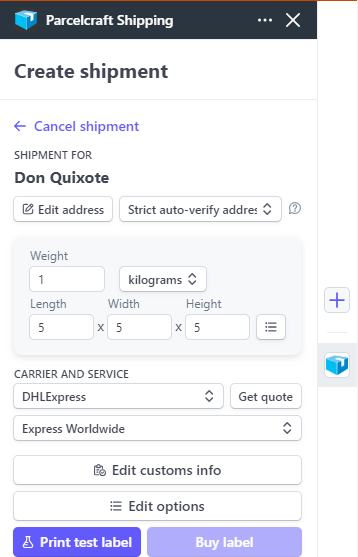 Parcelcraft Shipping
Create shipment
Cancel shipment
SHIPMENT FOR
Don Quixote
Edit address
Strict auto-verify addres
Weight
1
kilograms
Length Width Height
5 x 5 x 5
CARRIER AND SERVICE
DHLExpress
Get quote
Express Worldwide
Edit customs info
Edit options
Print test label
Buy label